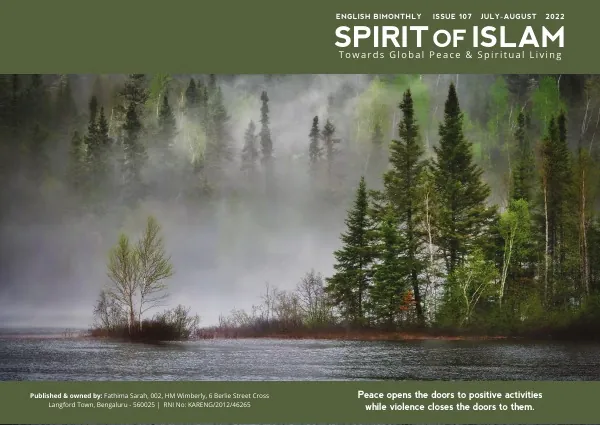 ENGLISH BIMONTHLY ISSUE 107 JULY-AUGUST 2022
SPIRIT OF ISLAM
Towards Global Peace & Spiritual Living
Published & owned by: Fathima Sarah, 002, HM Wimberly, 6 Berlie Street Cross
Langford Town, Bengaluru - 560025 | RNI No: KARENG/2012/46265
Peace opens the doors to positive activities
while violence closes the doors to them.